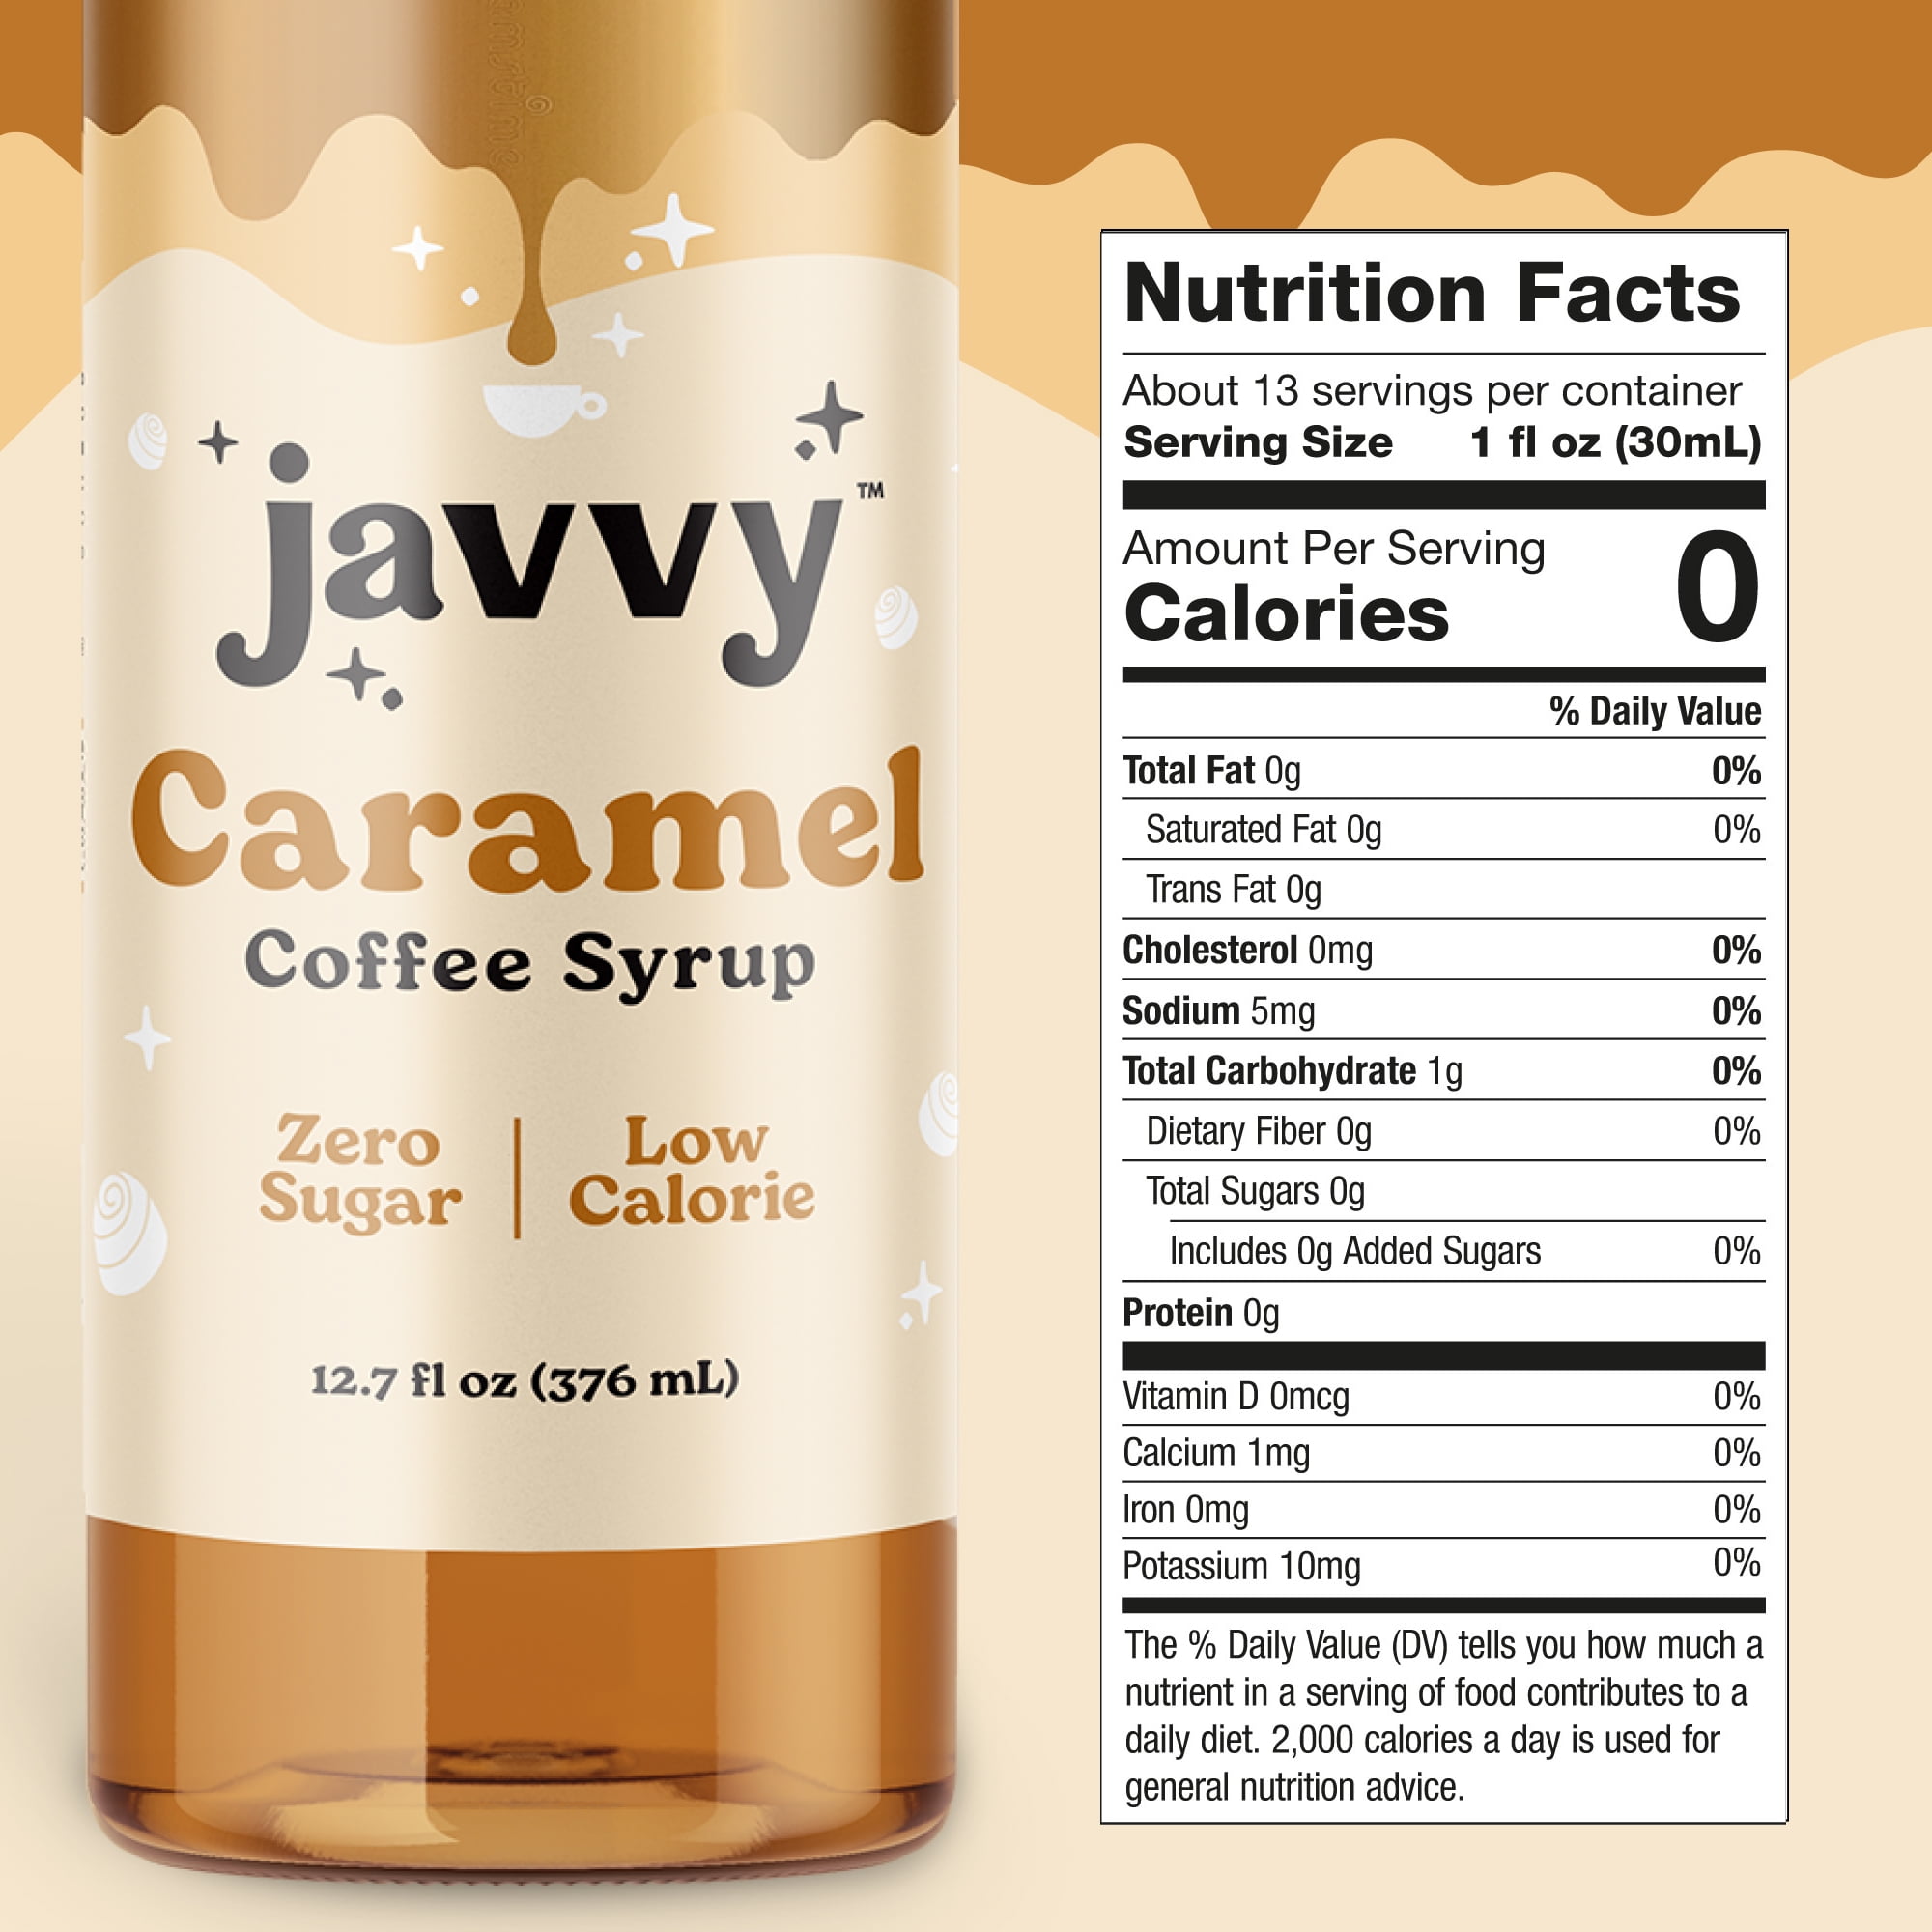 javvy™
Caramel
Coffee Syrup
Zero Sugar
Low Calorie
12.7 fl oz (376 mL)
Nutrition Facts
About 13 servings per container
Serving Size 1 fl oz (30mL)
Amount Per Serving
Calories 0
% Daily Value
Total Fat 0g 0%
Saturated Fat 0g 0%
Trans Fat 0g
Cholesterol 0mg 0%
Sodium 5mg 0%
Total Carbohydrate 1g 0%
Dietary Fiber 0g 0%
Total Sugars 0g
Includes 0g Added Sugars 0%
Protein 0g
Vitamin D 0mcg 0%
Calcium 1mg 0%
Iron 0mg 0%
Potassium 10mg 0%
The % Daily Value (DV) tells you how much a
nutrient in a serving of food contributes to a
daily diet. 2,000 calories a day is used for
general nutrition advice.